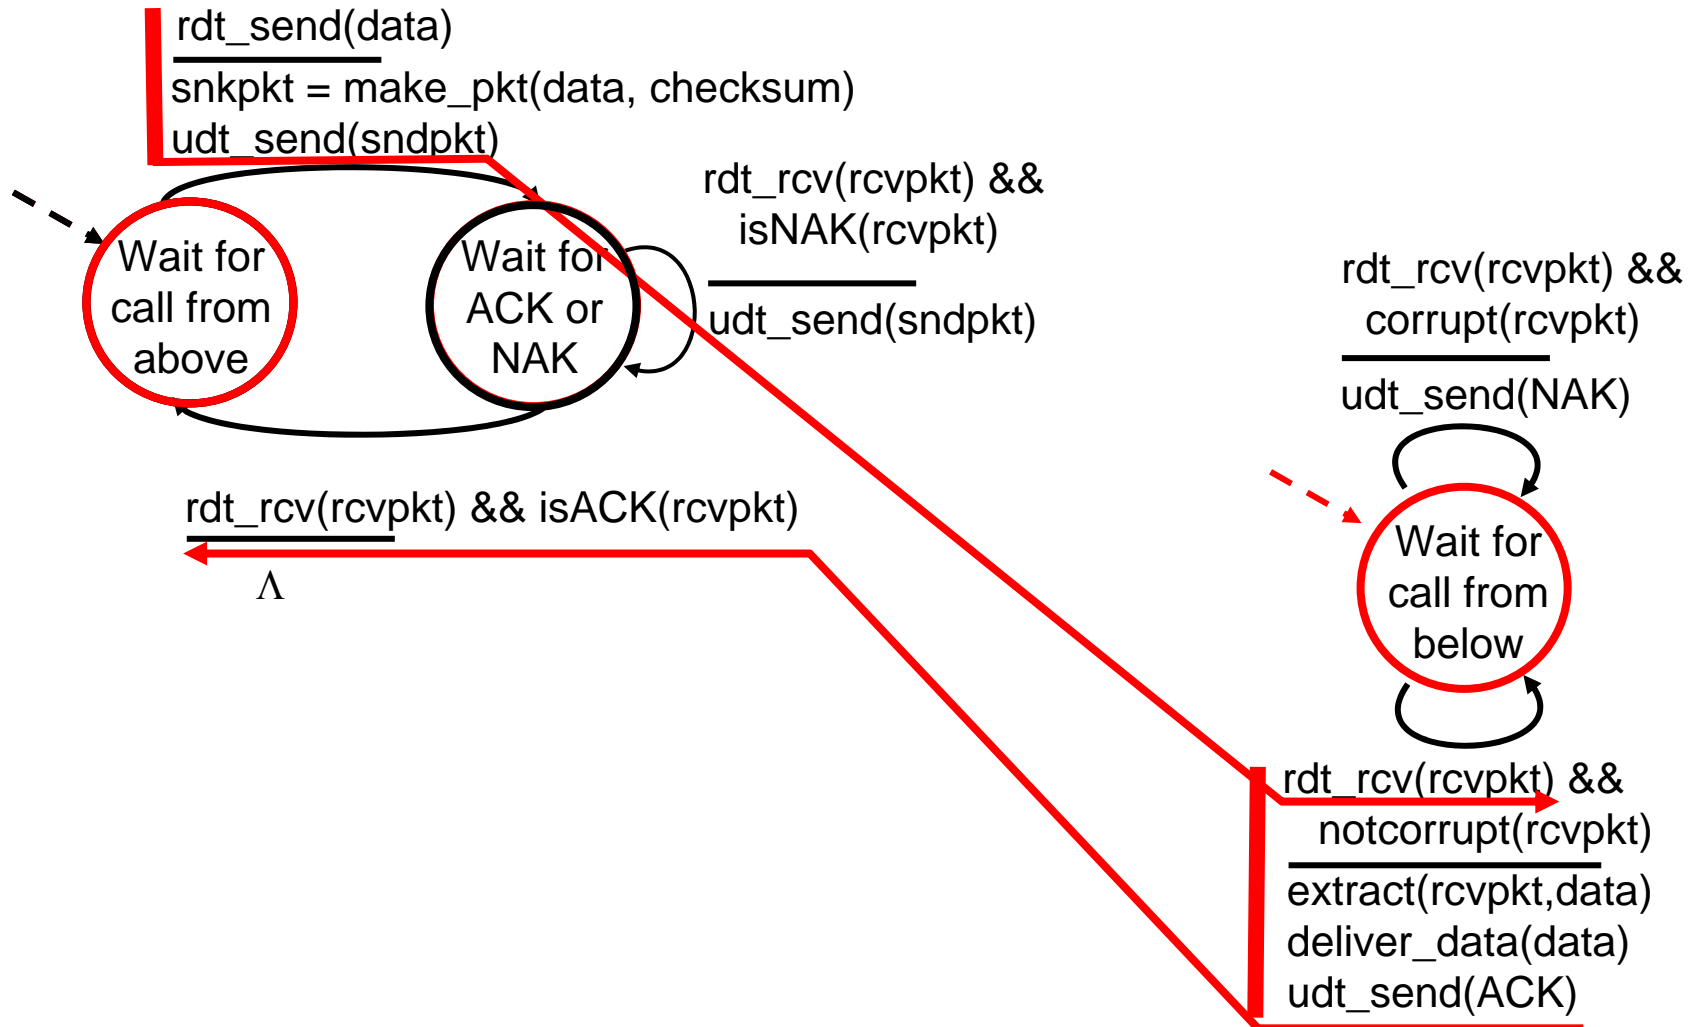 rdt_send(data)
snkpkt = make_pkt(data, checksum)
udt_send(sndpkt)
rdt_rcv(rcvpkt) &&
isNAK(rcvpkt)
udt_send(sndpkt)
Wait for
call from
above
Wait for
ACK or
NAK
rdt_rcv(rcvpkt) && isACK(rcvpkt)
Λ
rdt_rcv(rcvpkt) &&
corrupt(rcvpkt)
udt_send(NAK)
Wait for
call from
below
rdt_rcv(rcvpkt) &&
notcorrupt(rcvpkt)
extract(rcvpkt,data)
deliver_data(data)
udt_send(ACK)